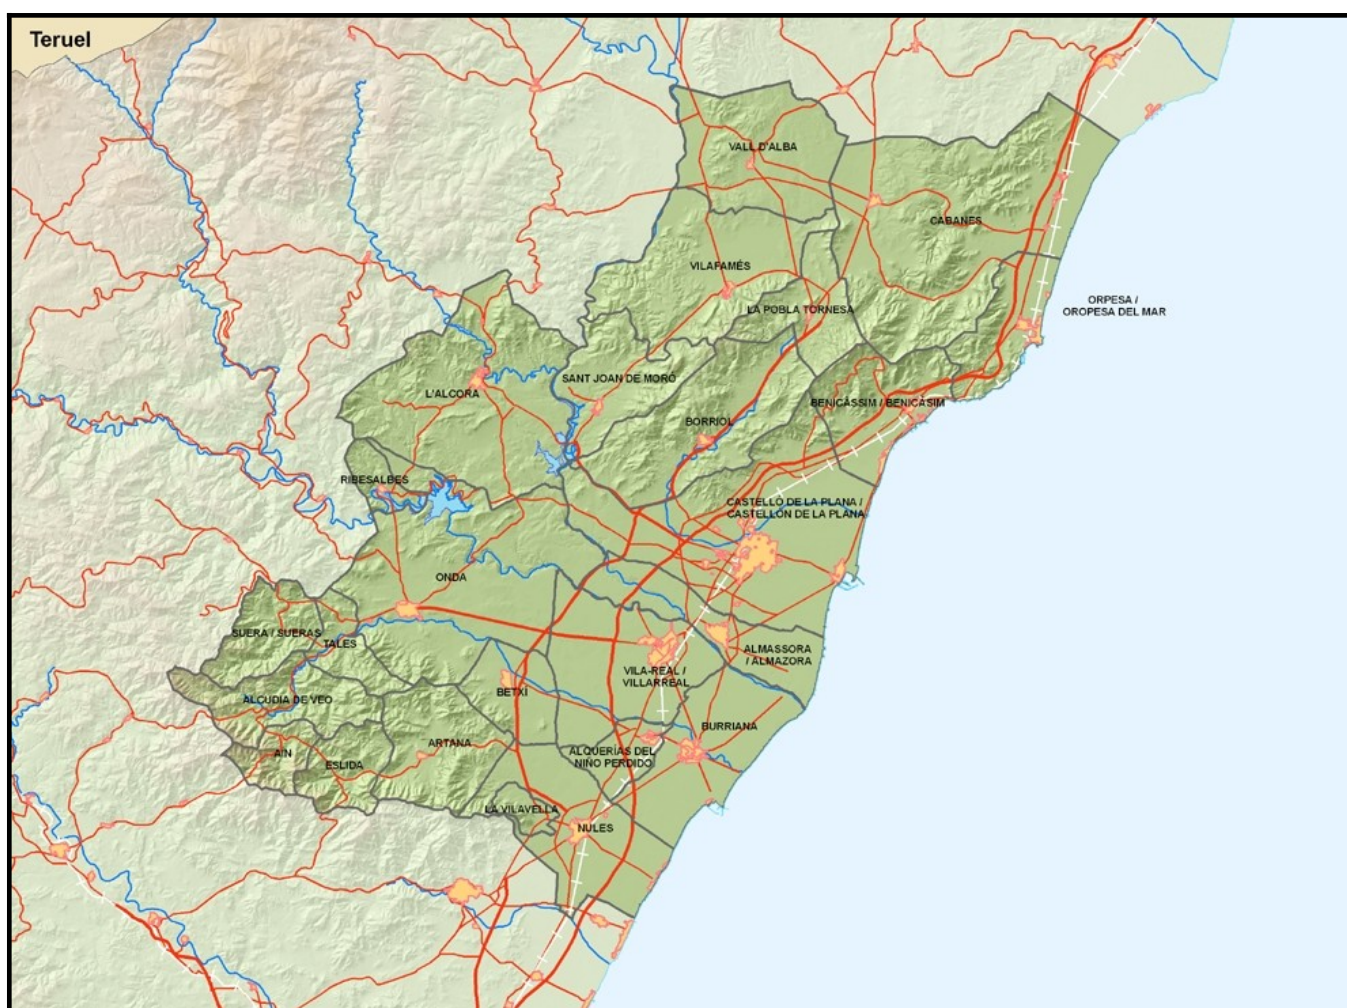 Teruel
VALL D'ALBA
CABANES
VILAFAMÉS
ORPESA /
OROPESA DEL MAR
LA POBLA TORNESA
SANT JOAN DE MORÓ
L'ALCORA
BENICÀSSIM / BENICÀSIM
BORRIOL
RIBESALBES
CASTELLÓ DE LA PLANA /
CASTELLÓN DE LA PLANA
ONDA
SUERA / SUERAS
TALES
ALMASSORA
/ ALMAZORA
VILA-REAL /
VILLARREAL
BETXÍ
ALCUDIA DE VEO
BURRIANA
ARTANA
AIN
ESLIDA
ALQUERÍAS DEL
NIÑO PERDIDO
LA VILAVELLA
NULES